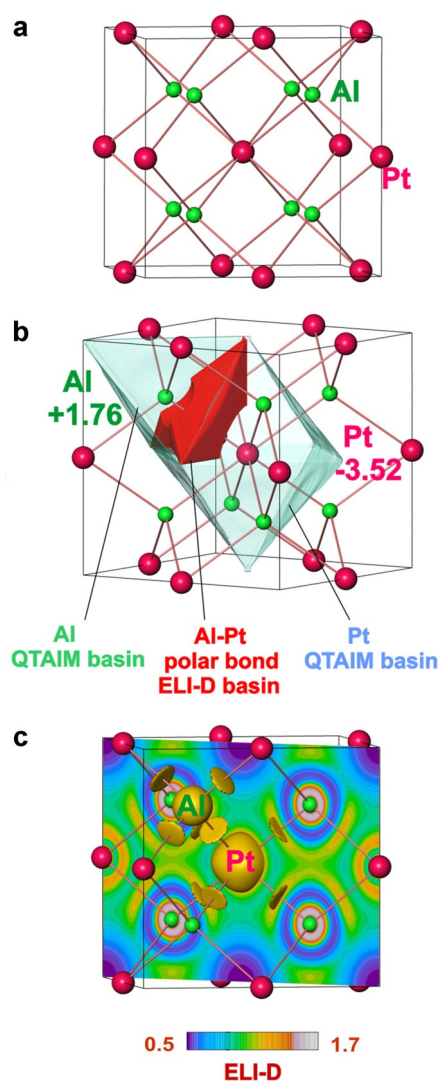 a
Al
Pt
b
Al
+1.76
Pt
-3.52
Al
QTAIM basin
Al-Pt
polar bond
ELI-D basin
Pt
QTAIM basin
c
Al
Pt
0.5
1.7
ELI-D